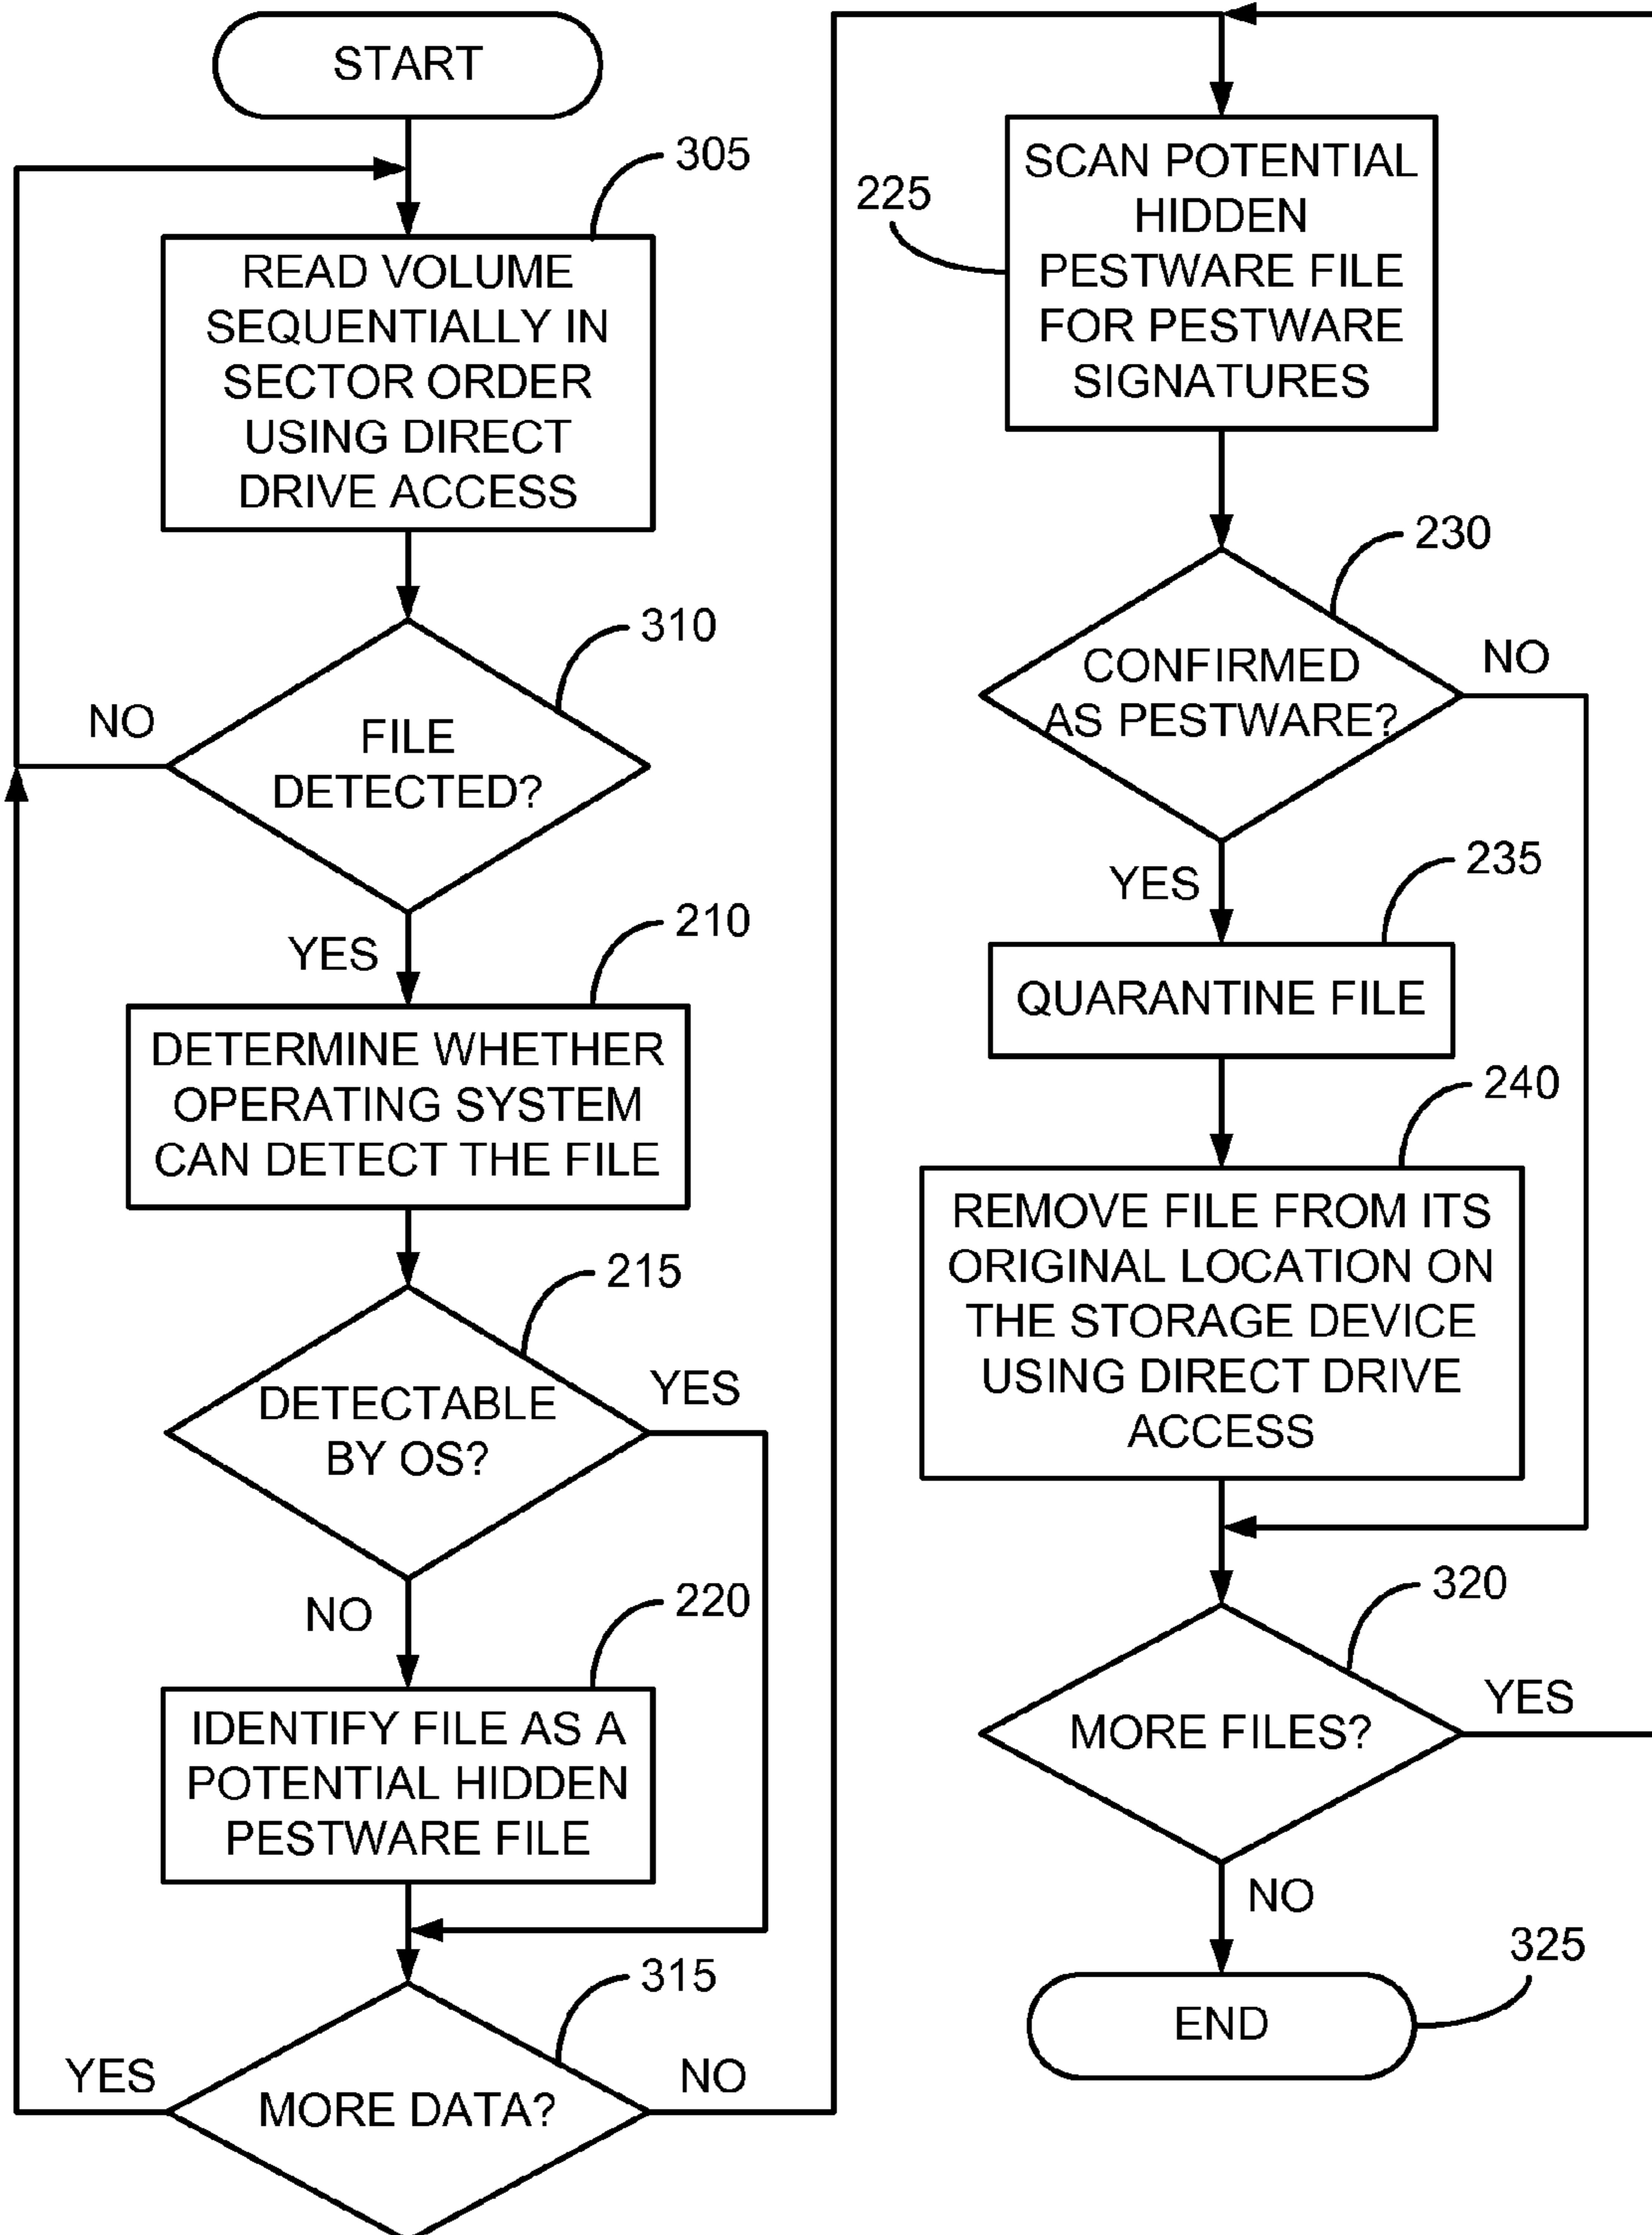 START
305
READ VOLUME
SEQUENTIALLY IN
SECTOR ORDER
USING DIRECT
DRIVE ACCESS
310
NO
FILE
DETECTED?
YES
210
DETERMINE WHETHER
OPERATING SYSTEM
CAN DETECT THE FILE
215
DETECTABLE
BY OS?
YES
NO
220
IDENTIFY FILE AS A
POTENTIAL HIDDEN
PESTWARE FILE
315
YES
MORE DATA?
NO
225
SCAN POTENTIAL
HIDDEN
PESTWARE FILE
FOR PESTWARE
SIGNATURES
230
CONFIRMED
AS PESTWARE?
NO
YES
235
QUARANTINE FILE
240
REMOVE FILE FROM ITS
ORIGINAL LOCATION ON
THE STORAGE DEVICE
USING DIRECT DRIVE
ACCESS
320
MORE FILES?
YES
NO
325
END